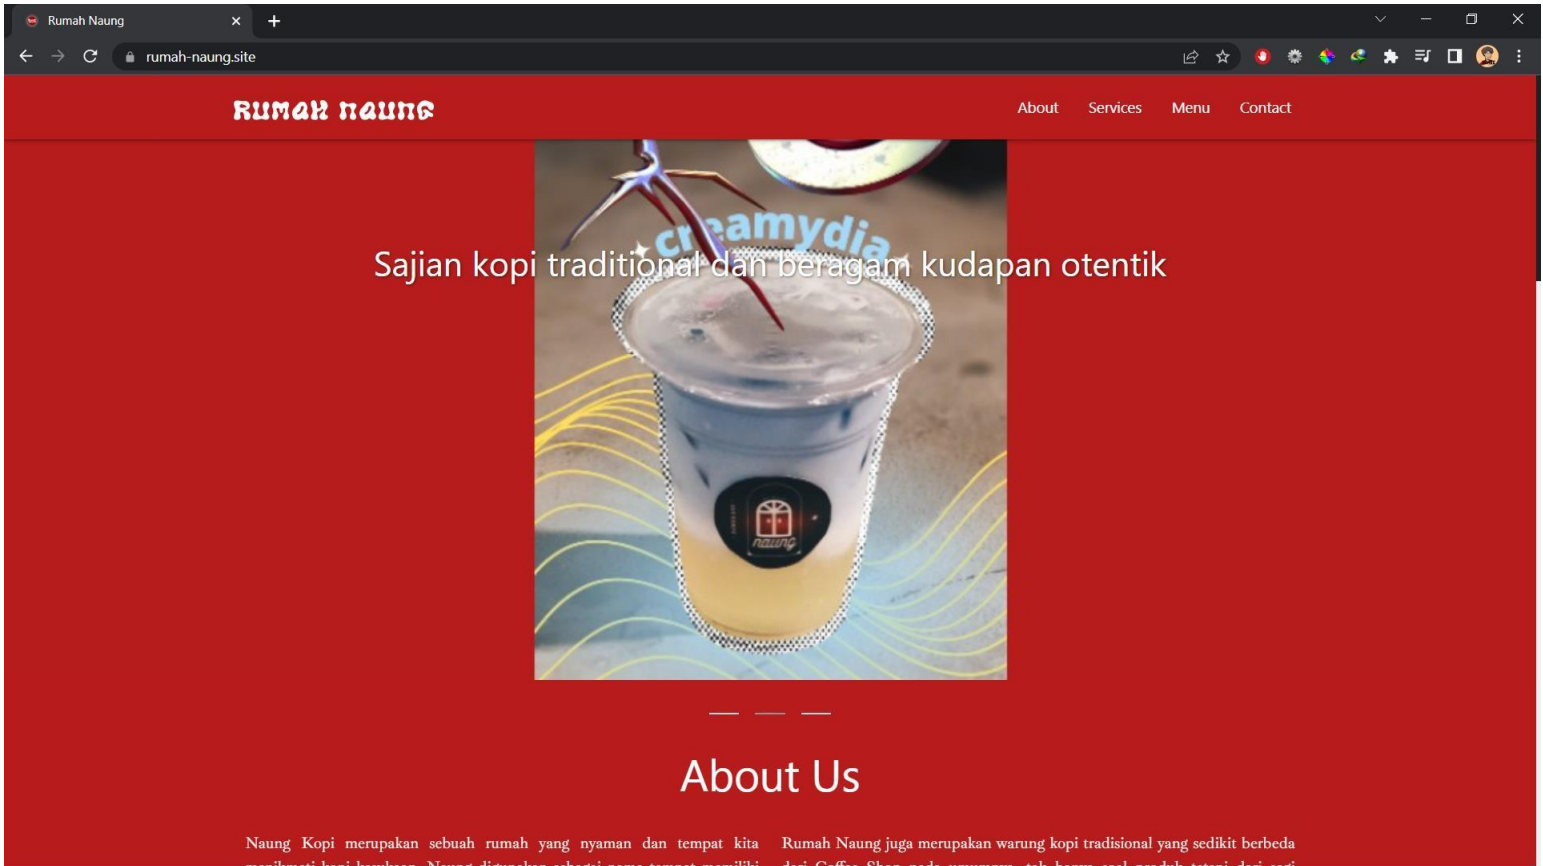 Rumah Naung
rumah-naung.site
RUMAH NAUNG
About Services Menu Contact
creamydia
Sajian kopi traditional dan beragam kudapan otentik
naung
About Us
Naung Kopi merupakan sebuah rumah yang nyaman dan tempat kita
Rumah Naung juga merupakan warung kopi tradisional yang sedikit berbeda